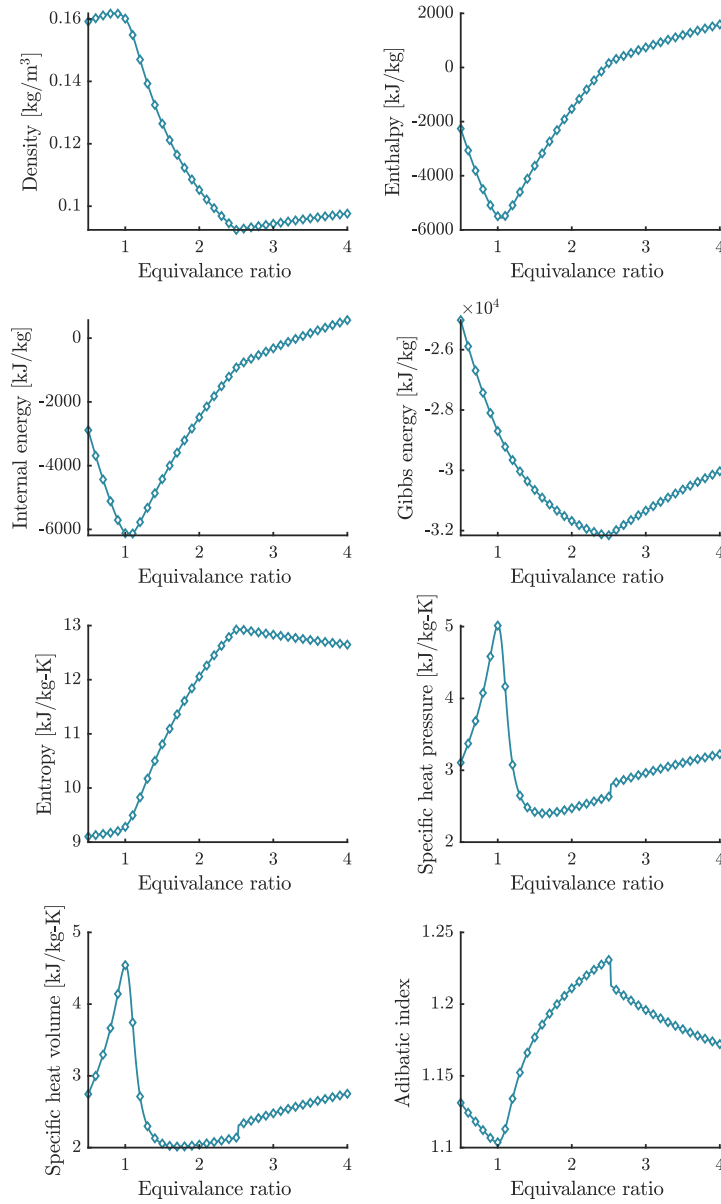 0.16
0.14
0.12
0.1
Density [kg/m³]
1 2 3 4
Equivalance ratio
2000
0
-2000
-4000
-6000
Enthalpy [kJ/kg]
1 2 3 4
Equivalance ratio
0
-2000
-4000
-6000
Internal energy [kJ/kg]
1 2 3 4
Equivalance ratio
×10⁴
-2.6
-2.8
-3
-3.2
Gibbs energy [kJ/kg]
1 2 3 4
Equivalance ratio
13
12
11
10
9
Entropy [kJ/kg-K]
1 2 3 4
Equivalance ratio
5
4
3
2
Specific heat pressure [kJ/kg-K]
1 2 3 4
Equivalance ratio
5
4
3
2
Specific heat volume [kJ/kg-K]
1 2 3 4
Equivalance ratio
1.25
1.2
1.15
1.1
Adibatic index
1 2 3 4
Equivalance ratio